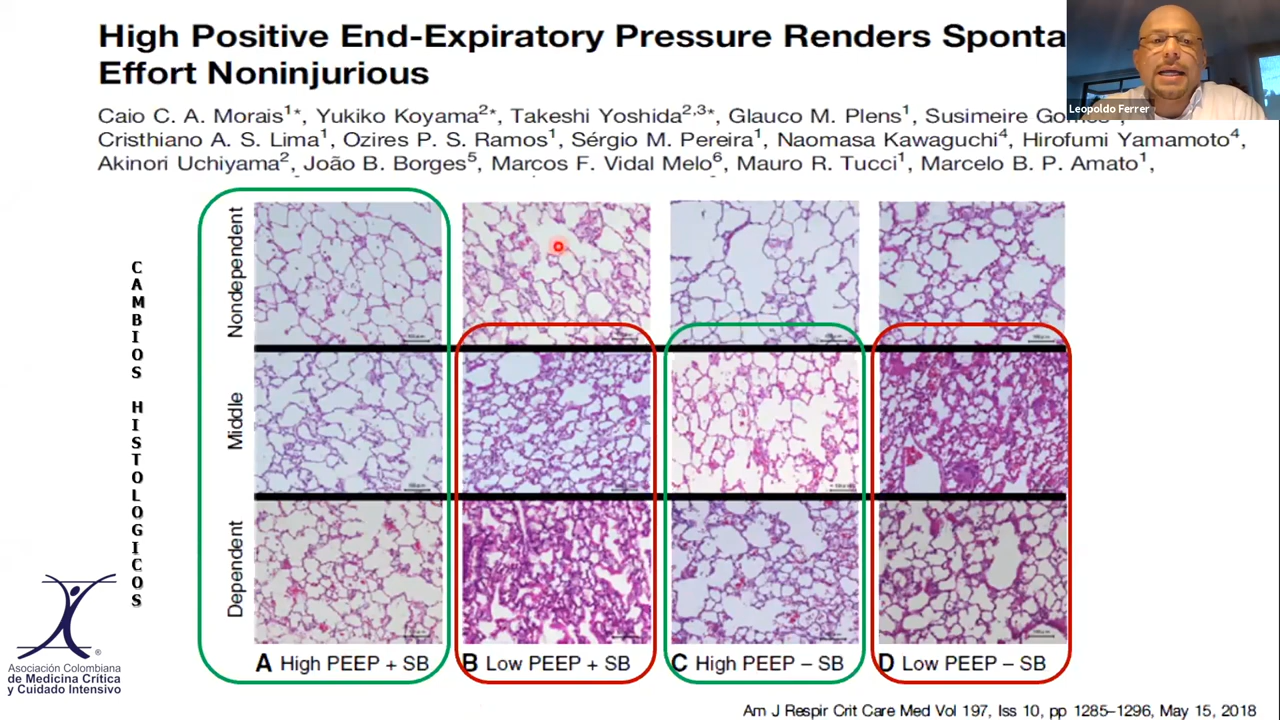 High Positive End-Expiratory Pressure Renders Sponta
Effort Noninjurious
Leopoldo Ferrer
Caio C. A. Morais1*, Yukiko Koyama2*, Takeshi Yoshida2,3*, Glauco M. Plens1, Susimeire Gomes
Cristhiano A. S. Lima1, Ozires P. S. Ramos1, Sérgio M. Pereira1, Naomasa Kawaguchi4, Hirofumi Yamamoto4,
Akinori Uchiyama2, João B. Borges5, Marcos F. Vidal Melo6, Mauro R. Tucci1, Marcelo B. P. Amato1,
CAMBIOS HISTOLOGICOS
Nondependent
Middle
Dependent
A High PEEP + SB
B Low PEEP + SB
C High PEEP – SB
D Low PEEP – SB
®
Asociación Colombiana
de Medicina Crítica
y Cuidado Intensivo
Am J Respir Crit Care Med Vol 197, Iss 10, pp 1285–1296, May 15, 2018